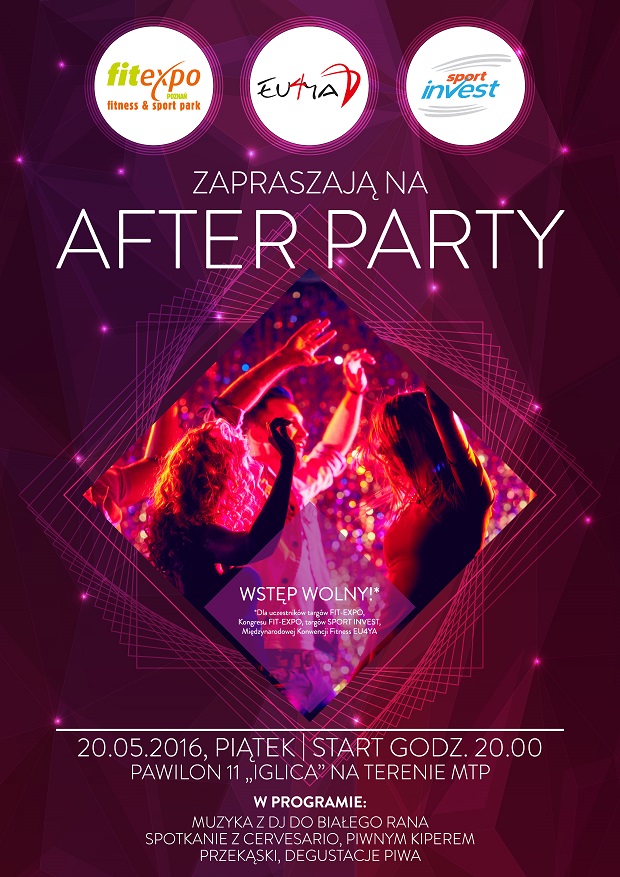 fitexpo
POZNAŃ
fitness & sport park
EU4YA
sport
invest
ZAPRASZAJĄ NA
AFTER PARTY
WSTĘP WOLNY!*
*Dla uczestników targów FIT-EXPO,
Kongresu FIT-EXPO, targów SPORT INVEST,
Międzynarodowej Konwencji Fitness EU4YA
20.05.2016, PIĄTEK | START GODZ. 20.00
PAWILON 11 „IGLICA” NA TERENIE MTP
W PROGRAMIE:
MUZYKA Z DJ DO BIAŁEGO RANA
SPOTKANIE Z CERVESARIO, PIWNYM KIPEREM
PRZEKĄSKI, DEGUSTACJE PIWA